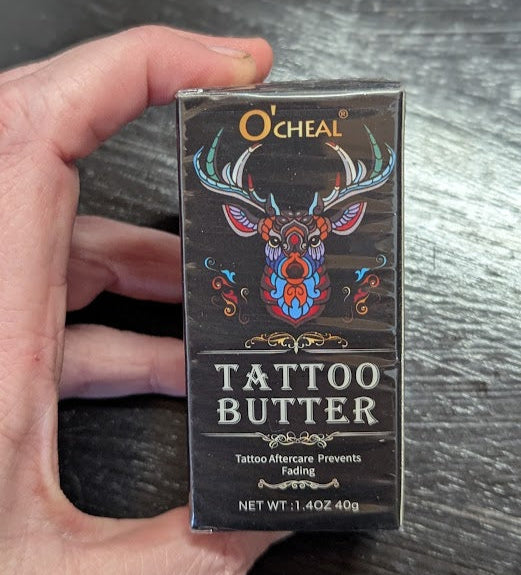 O'CHEAL®
TATTOO
BUTTER
Tattoo Aftercare Prevents
Fading
NET WT :1.4OZ 40g